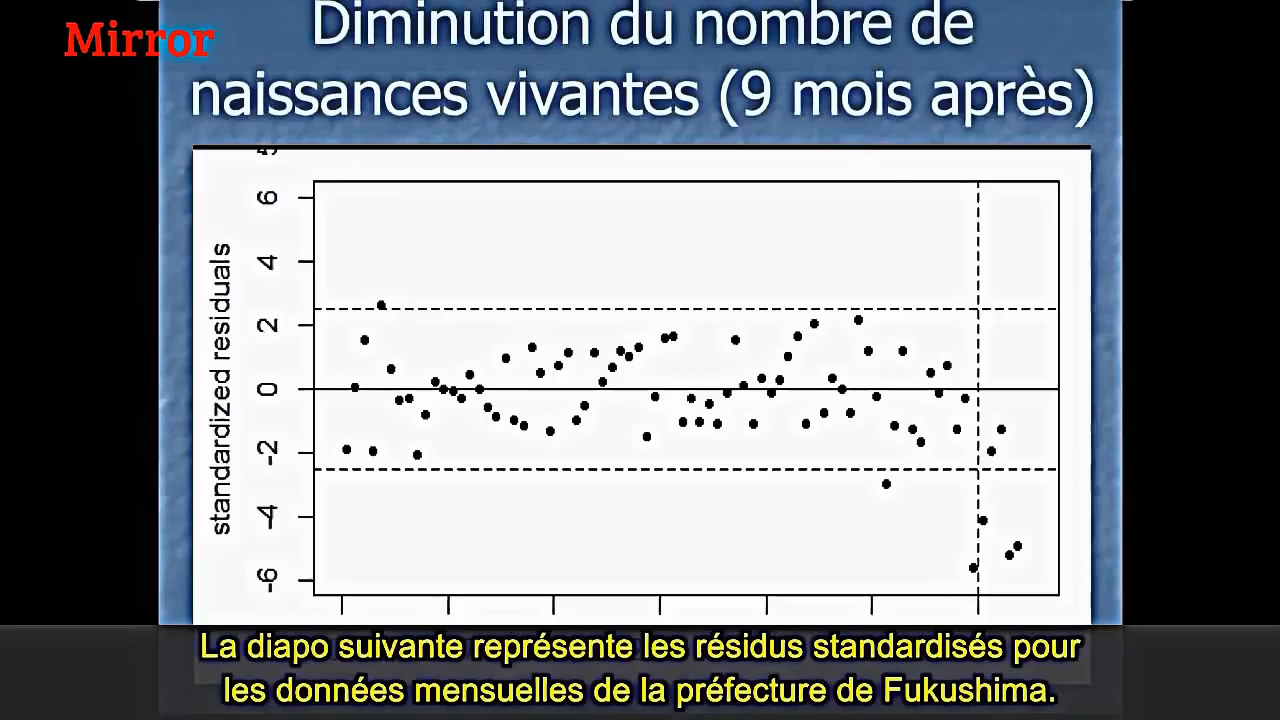 Mirror
Diminution du nombre de
naissances vivantes (9 mois après)
standardized residuals
6
4
2
0
-2
-4
-6
La diapo suivante représente les résidus standardisés pour
les données mensuelles de la préfecture de Fukushima.